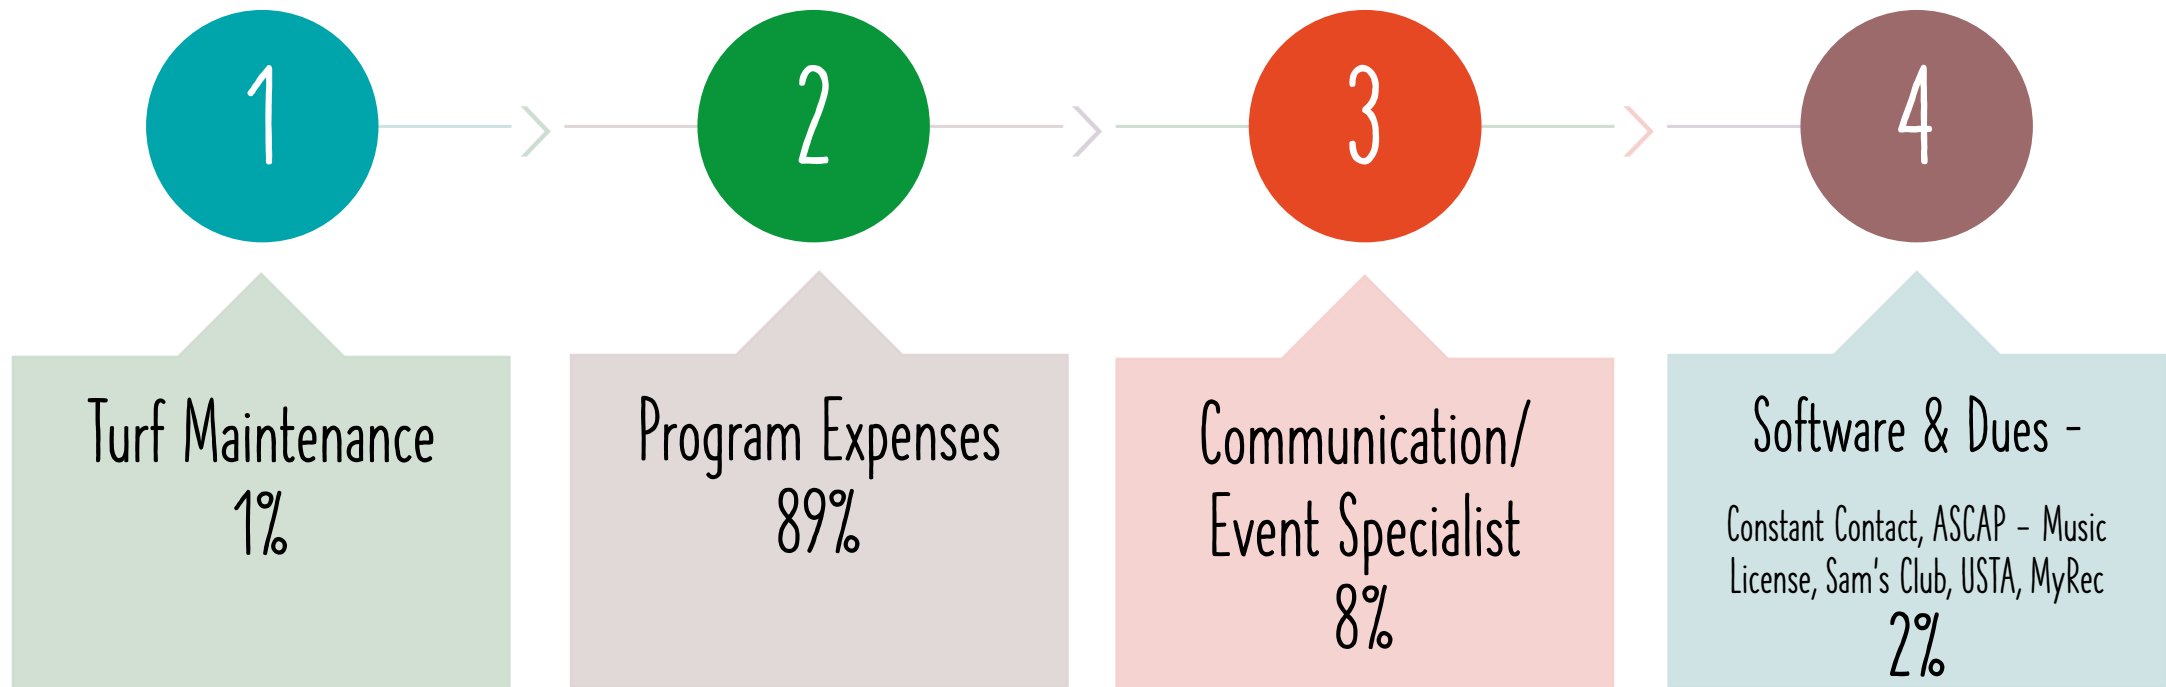 1
2
3
4
Turf Maintenance
1%
Program Expenses
89%
Communication/
Event Specialist
8%
Software & Dues -
Constant Contact, ASCAP - Music
License, Sam's Club, USTA, MyRec
2%